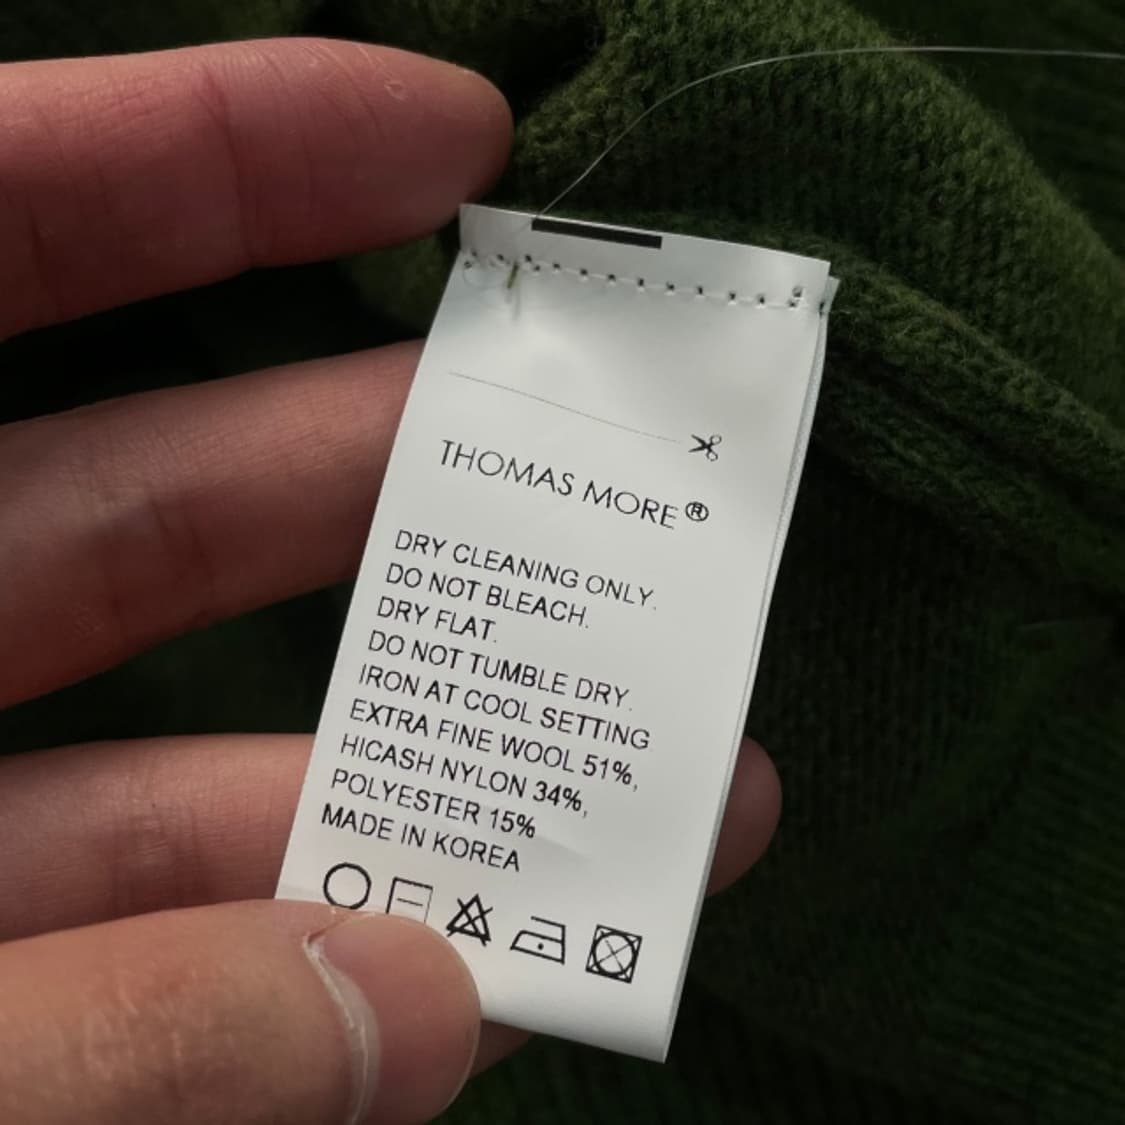 THOMAS MORE®
DRY CLEANING ONLY.
DO NOT BLEACH.
DRY FLAT.
DO NOT TUMBLE DRY.
IRON AT COOL SETTING
EXTRA FINE WOOL 51%,
HICASH NYLON 34%,
POLYESTER 15%
MADE IN KOREA